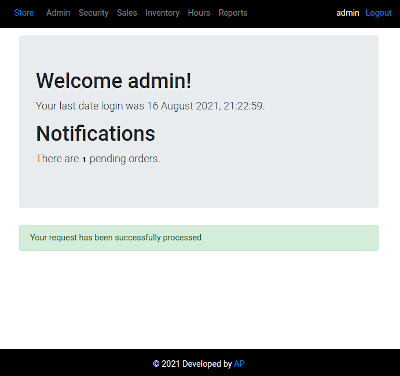 Store Admin Security Sales Inventory Hours Reports admin Logout
Welcome admin!
Your last date login was 16 August 2021, 21:22:59.
Notifications
There are 1 pending orders.
Your request has been successfully processed
© 2021 Developed by AP